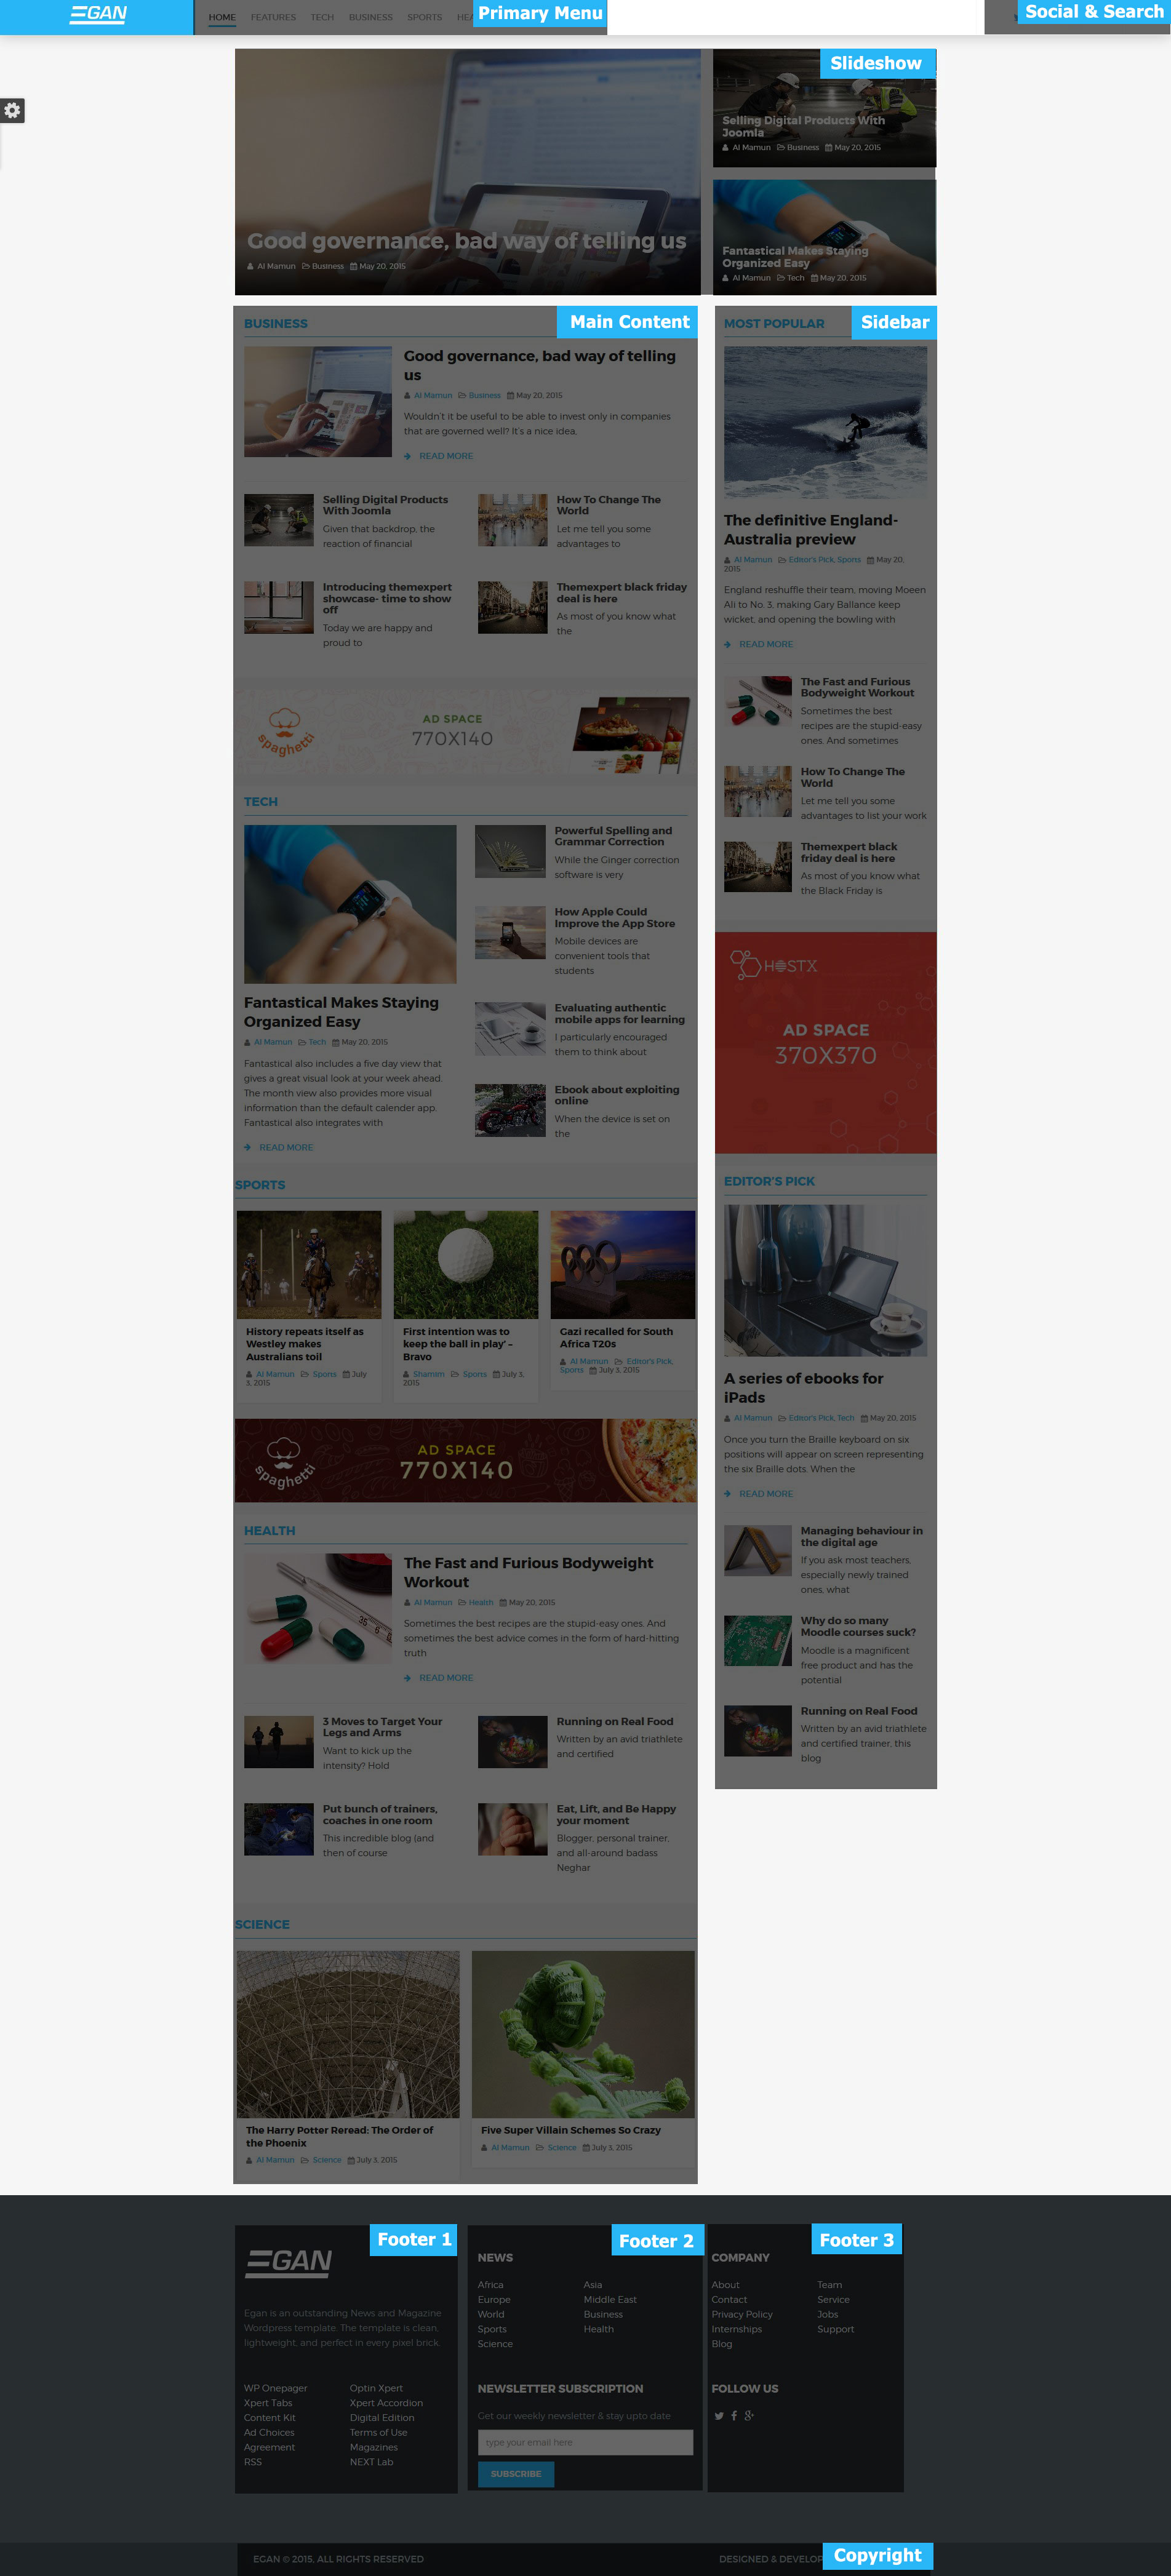 EGAN
HOME FEATURES TECH BUSINESS SPORTS
Primary Menu
Social & Search
Slideshow
Good governance, bad way of telling us
Al Mamun Business May 20, 2015
Selling Digital Products With
Joomla
Al Mamun Business May 20, 2015
Fantastical Makes Staying
Organized Easy
Al Mamun Tech May 20, 2015
Main Content
BUSINESS
Good governance, bad way of telling
us
Al Mamun Business May 20, 2015
Wouldn't it be useful to be able to invest only in companies
that are governed well? It's a nice idea,
READ MORE
Selling Digital Products
With Joomla
Given that backdrop, the
reaction of financial
How To Change The
World
Let me tell you some
advantages to
Introducing themexpert
showcase- time to show
off
Today we are happy and
proud to
Themexpert black friday
deal is here
As most of you know what
the
spaghetti
AD SPACE
770X140
TECH
Fantastical Makes Staying
Organized Easy
Al Mamun Tech May 20, 2015
Fantastical also includes a five day view that
gives a great visual look at your week ahead.
The month view also provides more visual
information than the default calender app.
Fantastical also integrates with
READ MORE
Powerful Spelling and
Grammar Correction
While the Ginger correction
software is very
How Apple Could
Improve the App Store
Mobile devices are
convenient tools that
students
Evaluating authentic
mobile apps for learning
I particularly encouraged
them to think about
Ebook about exploiting
online
When the device is set on
the
SPORTS
History repeats itself as
Westley makes
Australians toil
Al Mamun Sports July
3, 2015
First intention was to
keep the ball in play' –
Bravo
Shamim Sports July 3,
2015
Gazi recalled for South
Africa T20s
Al Mamun Editor's Pick,
Sports July 3, 2015
spaghetti
AD SPACE
770X140
HEALTH
The Fast and Furious Bodyweight
Workout
Al Mamun Health May 20, 2015
Sometimes the best recipes are the stupid-easy ones. And
sometimes the best advice comes in the form of hard-hitting
truth
READ MORE
3 Moves to Target Your
Legs and Arms
Want to kick up the
intensity? Hold
Running on Real Food
Written by an avid triathlete
and certified
Put bunch of trainers,
coaches in one room
This incredible blog (and
then of course
Eat, Lift, and Be Happy
your moment
Blogger, personal trainer,
and all-around badass
Neghar
SCIENCE
The Harry Potter Reread: The Order of
the Phoenix
Al Mamun Science July 3, 2015
Five Super Villain Schemes So Crazy
Al Mamun Science July 3, 2015
Sidebar
MOST POPULAR
The definitive England-
Australia preview
Al Mamun Editor's Pick, Sports May 20,
2015
England reshuffle their team, moving Moeen
Ali to No. 3, making Gary Ballance keep
wicket, and opening the bowling with
READ MORE
The Fast and Furious
Bodyweight Workout
Sometimes the best
recipes are the stupid-easy
ones. And sometimes
How To Change The
World
Let me tell you some
advantages to list your work
Themexpert black
friday deal is here
As most of you know what
the Black Friday is
HOSTX
AD SPACE
370X370
EDITOR'S PICK
A series of ebooks for
iPads
Al Mamun Editor's Pick, Tech May 20, 2015
Once you turn the Braille keyboard on six
positions will appear on screen representing
the six Braille dots. When the
READ MORE
Managing behaviour in
the digital age
If you ask most teachers,
especially newly trained
ones, what
Why do so many
Moodle courses suck?
Moodle is a magnificent
free product and has the
potential
Running on Real Food
Written by an avid triathlete
and certified trainer, this
blog
Footer 1
EGAN
Egan is an outstanding News and Magazine
Wordpress template. The template is clean,
lightweight, and perfect in every pixel brick.
WP Onepager Optin Xpert
Xpert Tabs Xpert Accordion
Content Kit Digital Edition
Ad Choices Terms of Use
Agreement Magazines
RSS NEXT Lab
Footer 2
NEWS
Africa Asia
Europe Middle East
World Business
Sports Health
Science
NEWSLETTER SUBSCRIPTION
Get our weekly newsletter & stay upto date
type your email here
SUBSCRIBE
Footer 3
COMPANY
About Team
Contact Service
Privacy Policy Jobs
Internships Support
Blog
FOLLOW US
EGAN © 2015, ALL RIGHTS RESERVED
DESIGNED &
Copyright